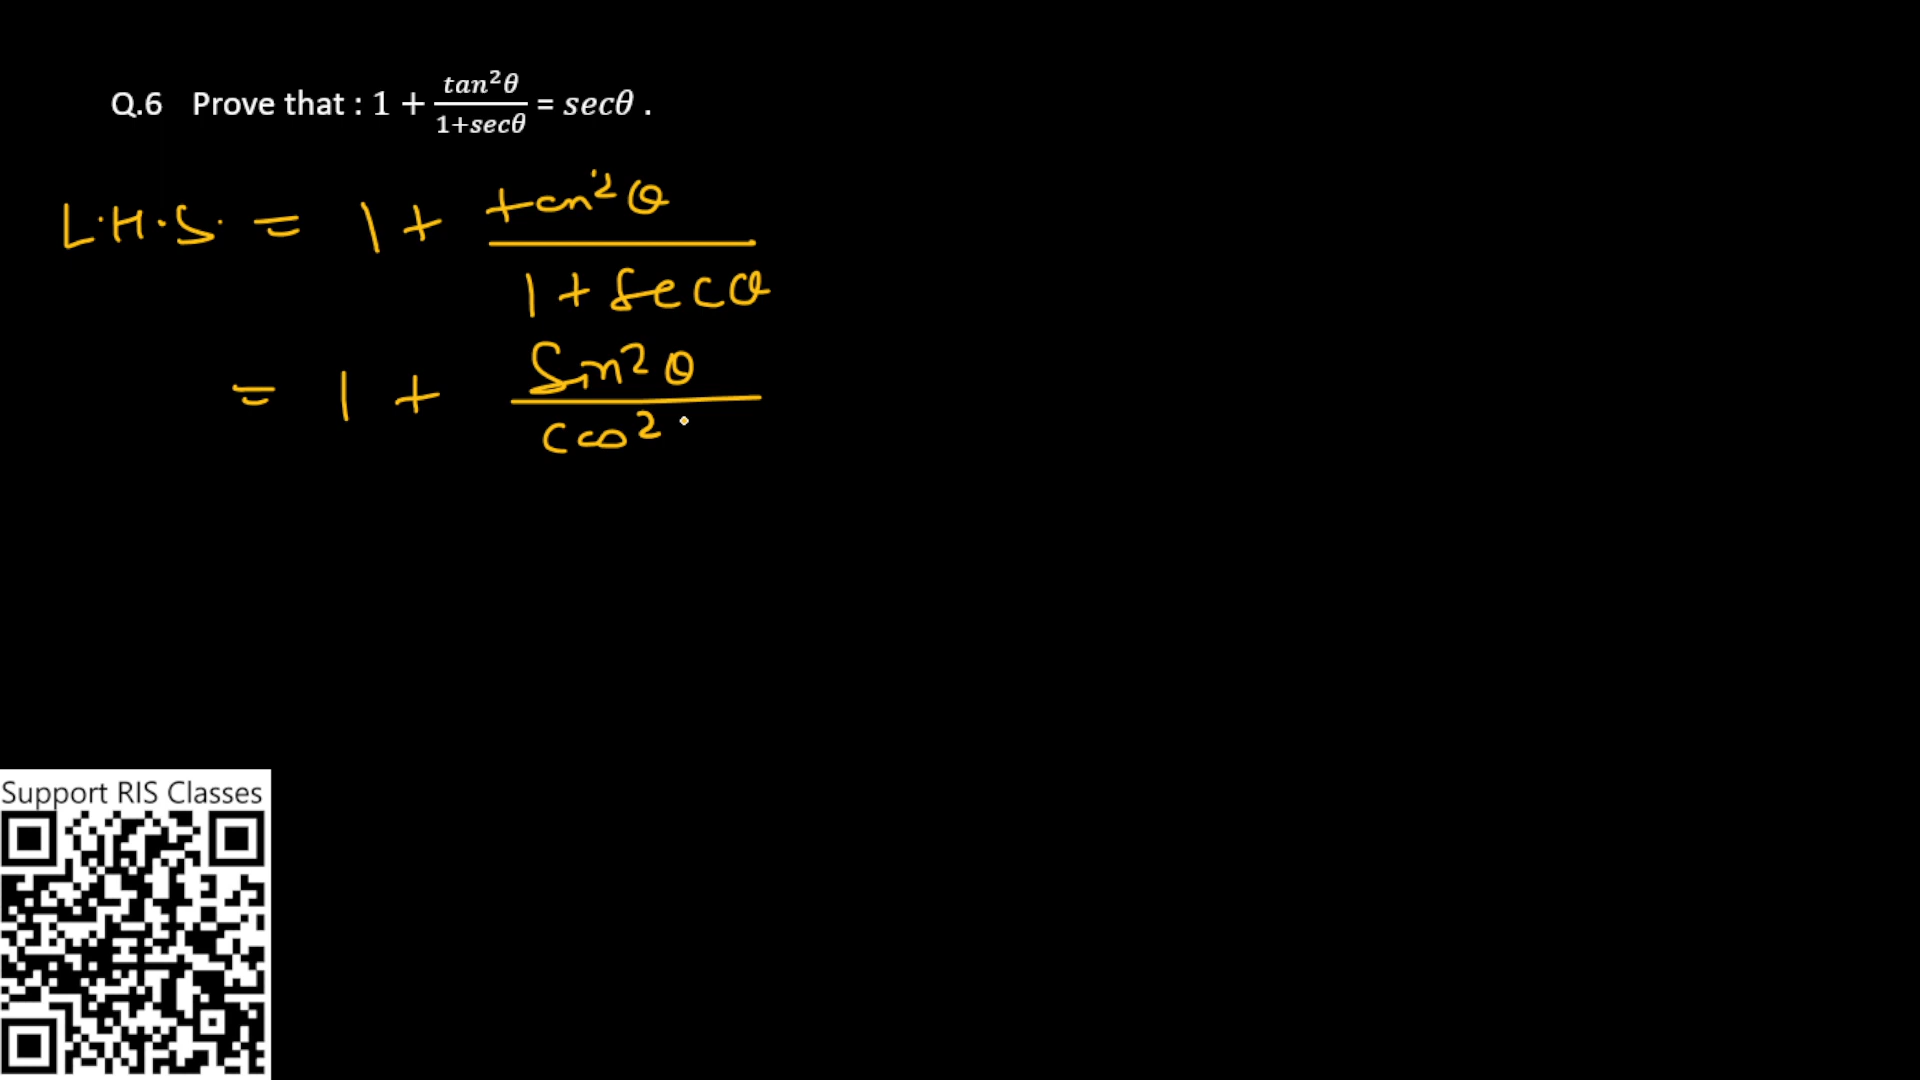 Q.6 Prove that : 1 + tan²θ / 1+secθ = secθ .
L.H.S. = 1 + tan²θ / 1 + Secθ
= 1 + Sin²θ / cos²
Support RIS Classes